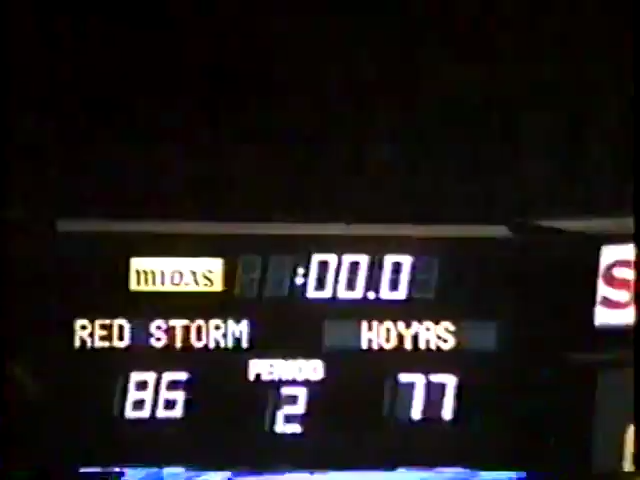 MIDAS :00.0
RED STORM HOYAS
PERIOD
86 2 77
S